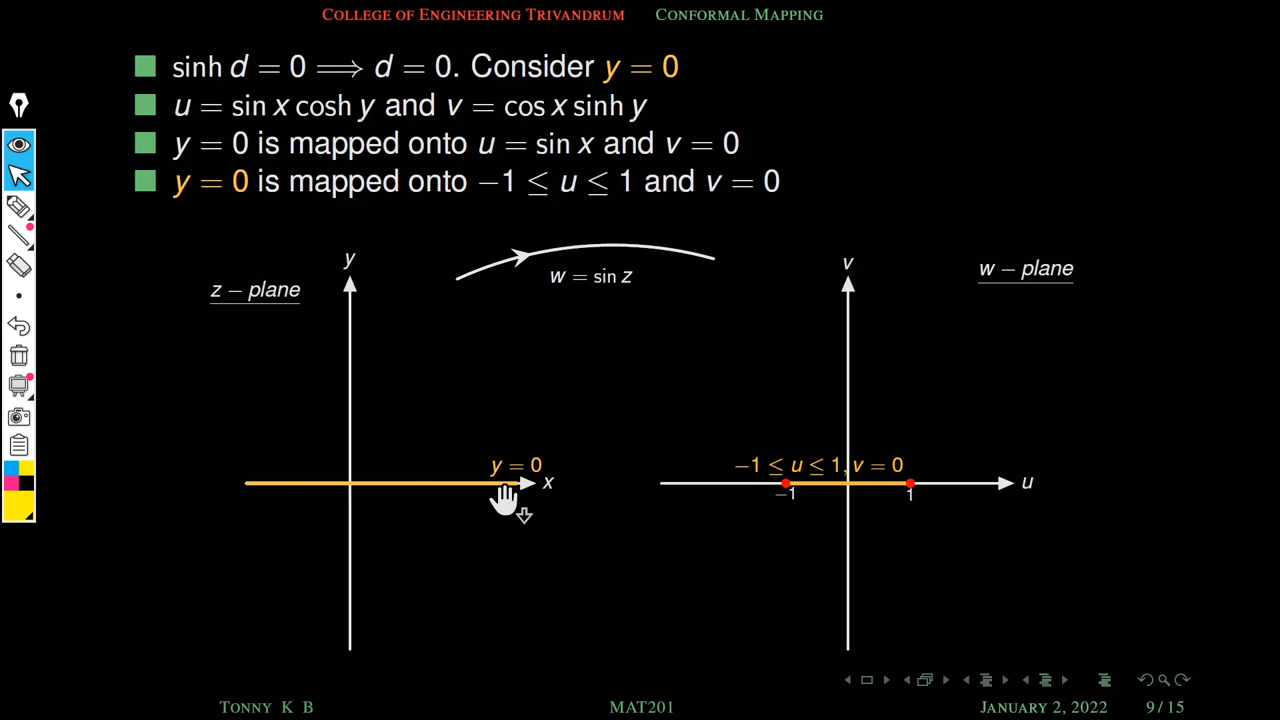 COLLEGE OF ENGINEERING TRIVANDRUM CONFORMAL MAPPING
sinh d = 0 ⟹ d = 0. Consider y = 0
u = sin x cosh y and v = cos x sinh y
y = 0 is mapped onto u = sin x and v = 0
y = 0 is mapped onto −1 ≤ u ≤ 1 and v = 0
y
w = sin z
v
w − plane
z − plane
y = 0
x
−1 ≤ u ≤ 1, v = 0
u
−1
1
TONNY K B MAT201 JANUARY 2, 2022 9 / 15